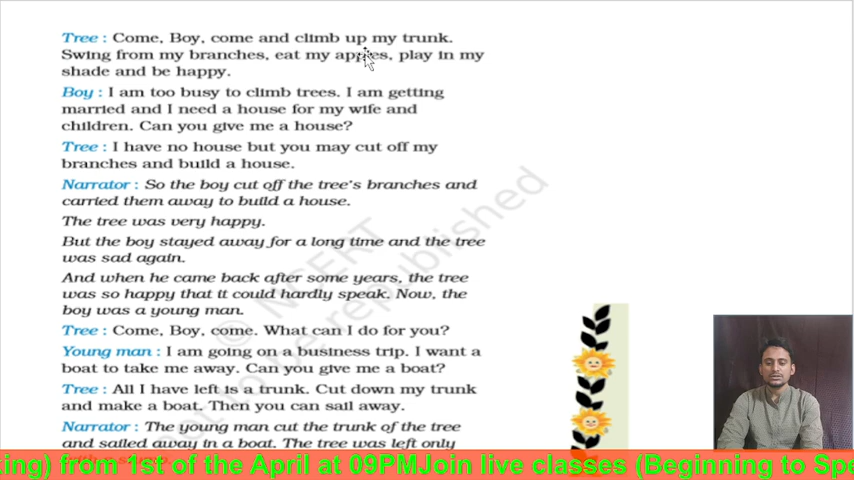 Tree : Come, Boy, come and climb up my trunk.
Swing from my branches, eat my apples, play in my
shade and be happy.
Boy : I am too busy to climb trees. I am getting
married and I need a house for my wife and
children. Can you give me a house?
Tree : I have no house but you may cut off my
branches and build a house.
Narrator : So the boy cut off the tree's branches and
carried them away to build a house.
The tree was very happy.
But the boy stayed away for a long time and the tree
was sad again.
And when he came back after some years, the tree
was so happy that it could hardly speak. Now, the
boy was a young man.
Tree : Come, Boy, come. What can I do for you?
Young man : I am going on a business trip. I want a
boat to take me away. Can you give me a boat?
Tree : All I have left is a trunk. Cut down my trunk
and make a boat. Then you can sail away.
Narrator : The young man cut the trunk of the tree
and sailed away in a boat. The tree was left only
king) from 1st of the April at 09PMJoin live classes (Beginning to Spe
© NCERT
not to be republished